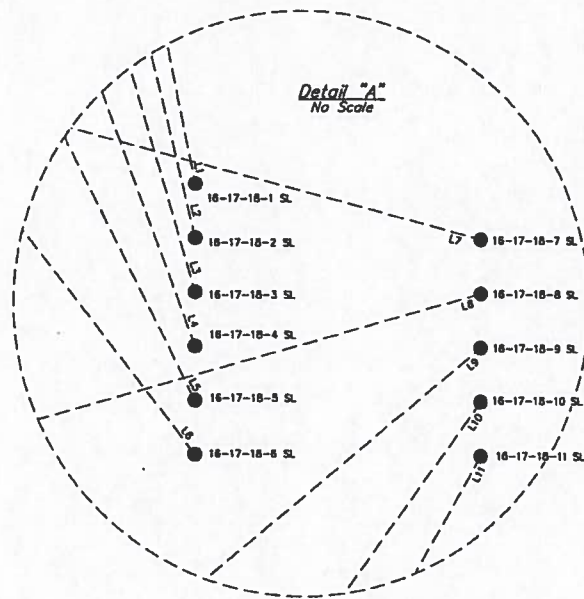 Detail "A"
No Scale
L1
16-17-18-1 SL
L2
16-17-18-2 SL
L7
16-17-18-7 SL
L3
16-17-18-3 SL
L8
16-17-18-8 SL
L4
16-17-18-4 SL
L9
16-17-18-9 SL
L5
16-17-18-5 SL
L10
16-17-18-10 SL
L6
16-17-18-6 SL
L11
16-17-18-11 SL